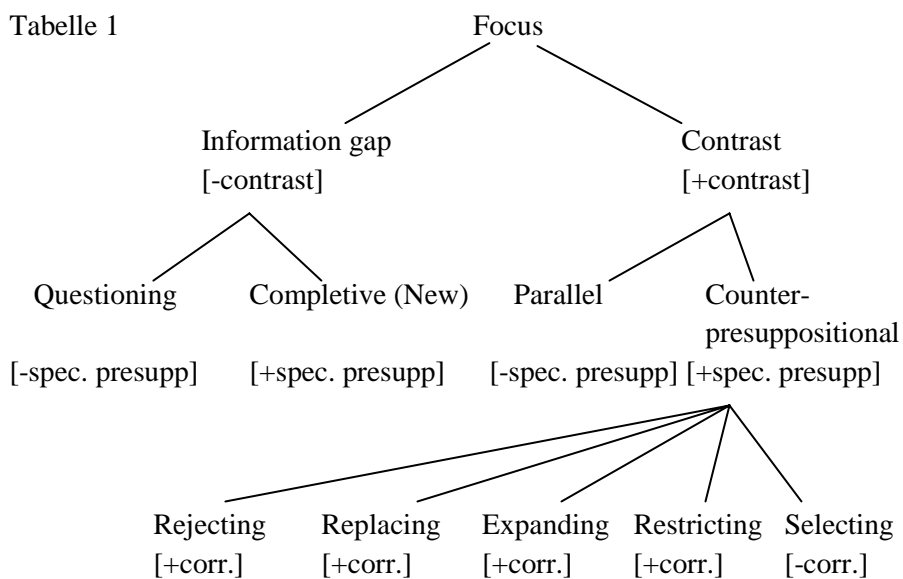 Tabelle 1
Focus
Information gap
Contrast
[-contrast]
[+contrast]
Questioning
Completive (New)
Parallel
Counter-
presuppositional
[-spec. presupp]
[+spec. presupp]
[-spec. presupp]
[+spec. presupp]
Rejecting
Replacing
Expanding
Restricting
Selecting
[+corr.]
[+corr.]
[+corr.]
[+corr.]
[-corr.]